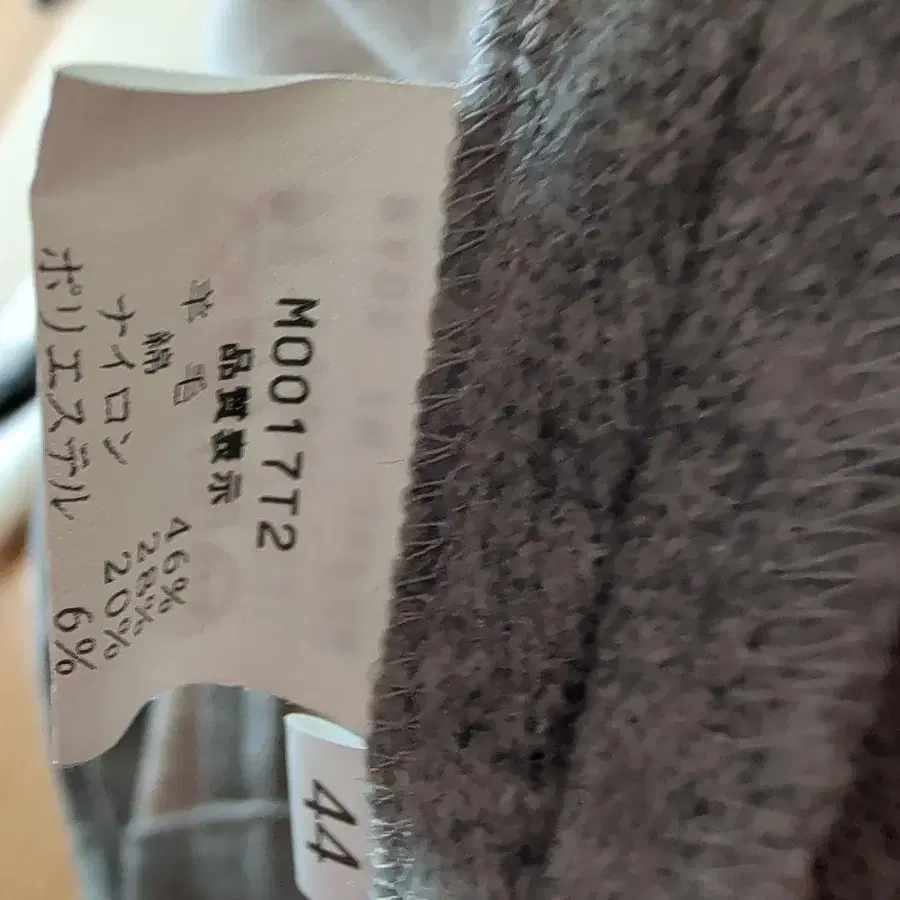 M0017T2
品質表示
羊毛 46%
綿 28%
ナイロン 20%
ポリエステル 6%
44